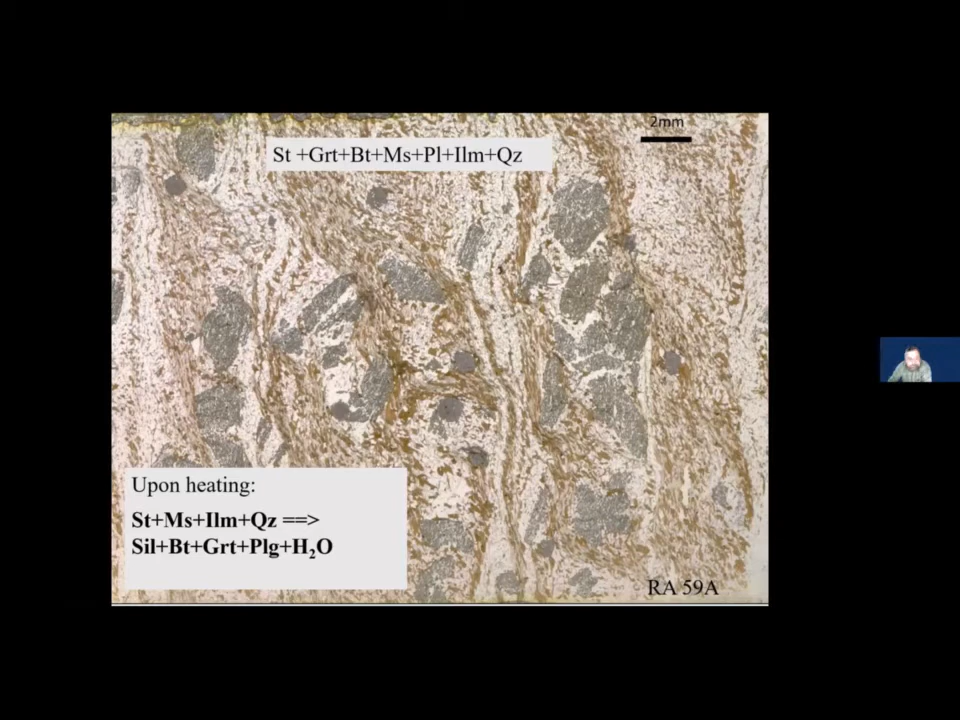 2mm
St +Grt+Bt+Ms+Pl+Ilm+Qz
Upon heating:
St+Ms+Ilm+Qz ==>
Sil+Bt+Grt+Plg+H₂O
RA 59A